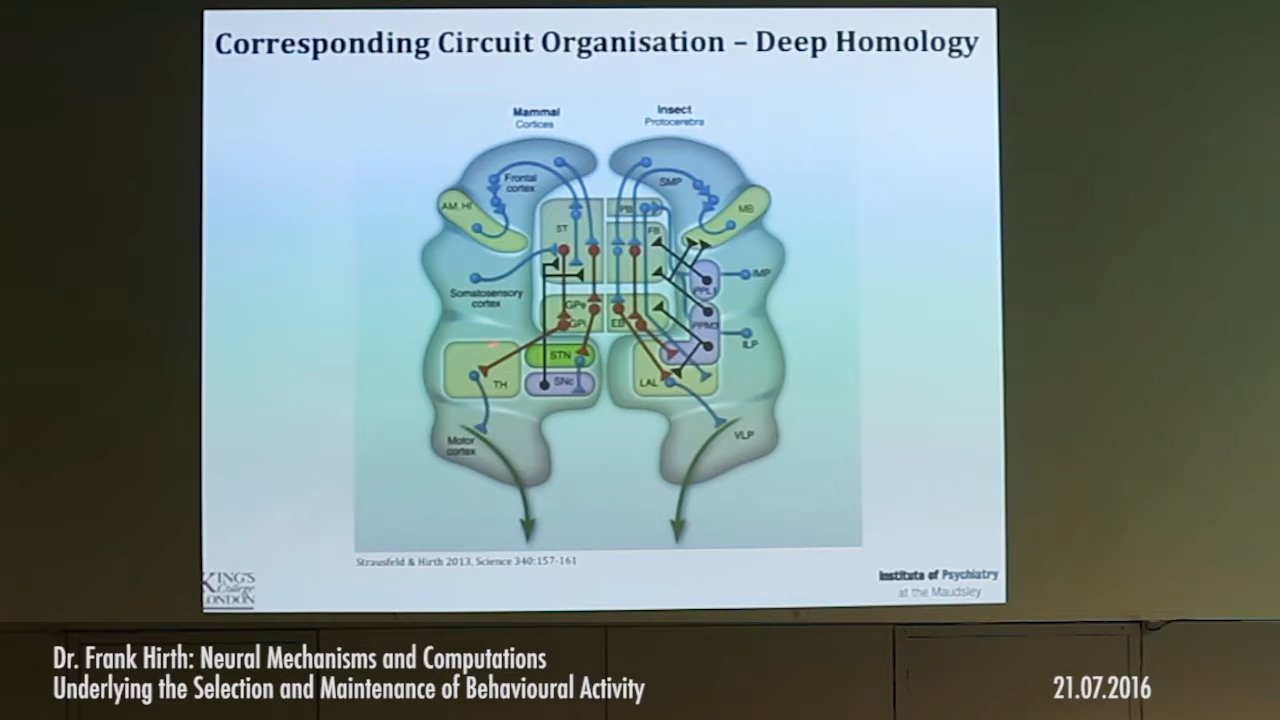 Corresponding Circuit Organisation – Deep Homology
Mammal
Cortices
Insect
Protocerebra
Frontal
cortex
SMP
AM, HI
MB
PB
ST
FB
IMP
PPL1
Somatosensory
cortex
GPe
GPi
EB
PPM3
ILP
STN
TH
SNc
LAL
Motor
cortex
VLP
Strausfeld & Hirth 2013, Science 340:157-161
KING'S
College
LONDON
Institute of Psychiatry
at the Maudsley
Dr. Frank Hirth: Neural Mechanisms and Computations
Underlying the Selection and Maintenance of Behavioural Activity
21.07.2016